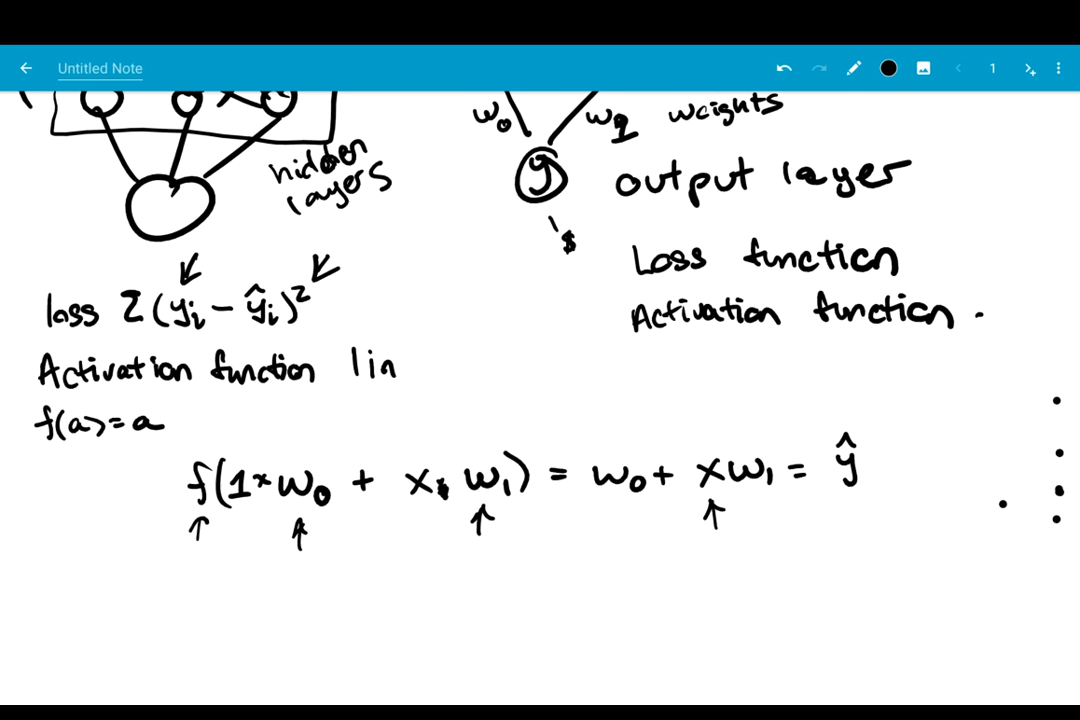 Untitled Note
1
w₀ w₁ weights
hidden layers
y output layer
's
Loss function
loss Σ(yᵢ - ŷᵢ)²
Activation function .
Activation function lin
f(a)=a
f(1*w₀ + x* w₁) = w₀ + xw₁ = ŷ